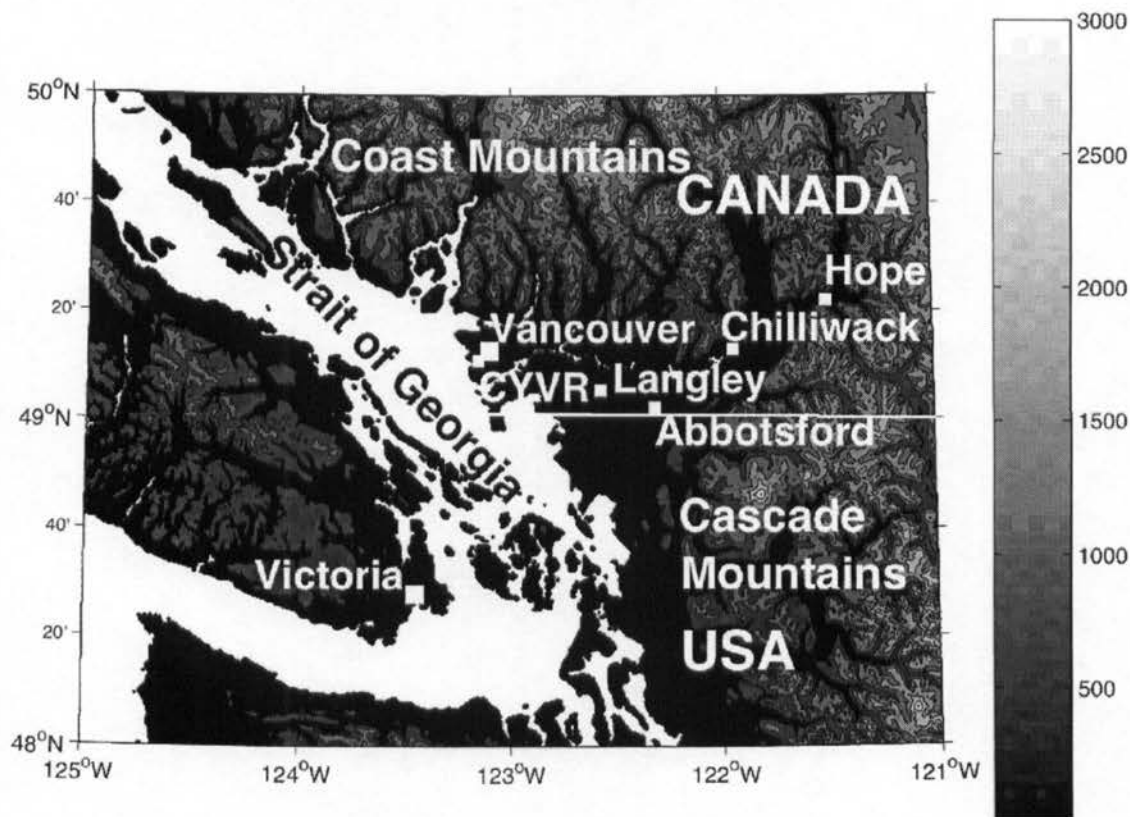 3000
50°N
Coast Mountains
2500
CANADA
40'
Strait of Georgia
Hope
20'
Vancouver
Chilliwack
2000
CYVR
Langley
49°N
Abbotsford
1500
Cascade
40'
Mountains
1000
Victoria
20'
USA
500
48°N
125°W
124°W
123°W
122°W
121°W